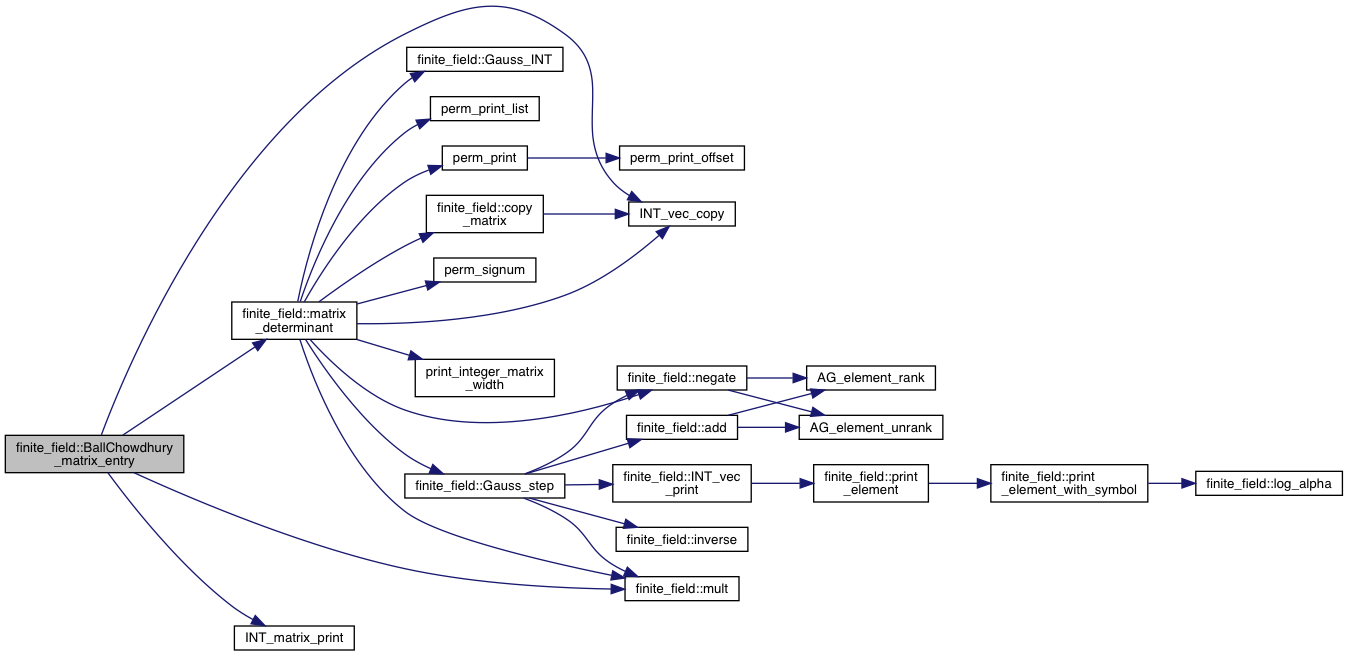 finite_field::BallChowdhury
_matrix_entry
finite_field::matrix
_determinant
INT_matrix_print
finite_field::Gauss_INT
perm_print_list
perm_print
finite_field::copy
_matrix
perm_signum
print_integer_matrix
_width
finite_field::Gauss_step
perm_print_offset
INT_vec_copy
finite_field::negate
finite_field::add
finite_field::INT_vec
_print
finite_field::inverse
finite_field::mult
AG_element_rank
AG_element_unrank
finite_field::print
_element
finite_field::print
_element_with_symbol
finite_field::log_alpha